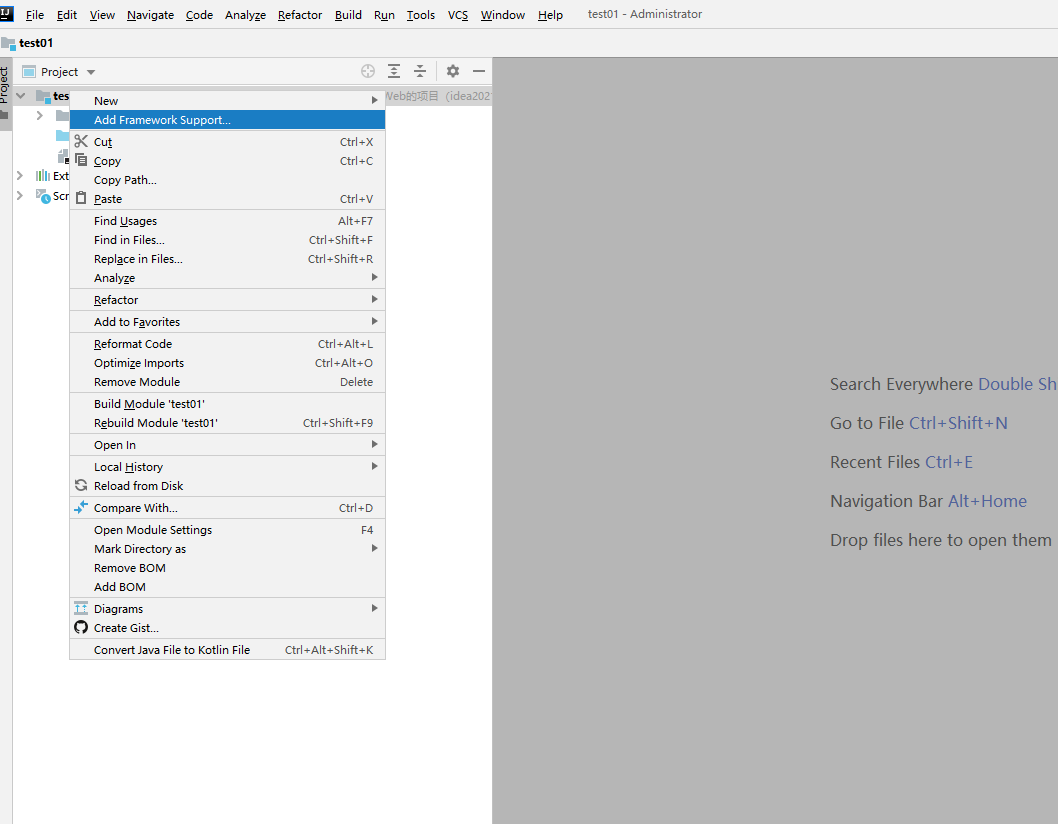 IJ
File Edit View Navigate Code Analyze Refactor Build Run Tools VCS Window Help test01 - Administrator
test01
Project
Project
tes
Web的项目 (idea202
Ext
Scr
New
Add Framework Support...
Cut Ctrl+X
Copy Ctrl+C
Copy Path...
Paste Ctrl+V
Find Usages Alt+F7
Find in Files... Ctrl+Shift+F
Replace in Files... Ctrl+Shift+R
Analyze
Refactor
Add to Favorites
Reformat Code Ctrl+Alt+L
Optimize Imports Ctrl+Alt+O
Remove Module Delete
Build Module 'test01'
Rebuild Module 'test01' Ctrl+Shift+F9
Open In
Local History
Reload from Disk
Compare With... Ctrl+D
Open Module Settings F4
Mark Directory as
Remove BOM
Add BOM
Diagrams
Create Gist...
Convert Java File to Kotlin File Ctrl+Alt+Shift+K
Search Everywhere Double Sh
Go to File Ctrl+Shift+N
Recent Files Ctrl+E
Navigation Bar Alt+Home
Drop files here to open them